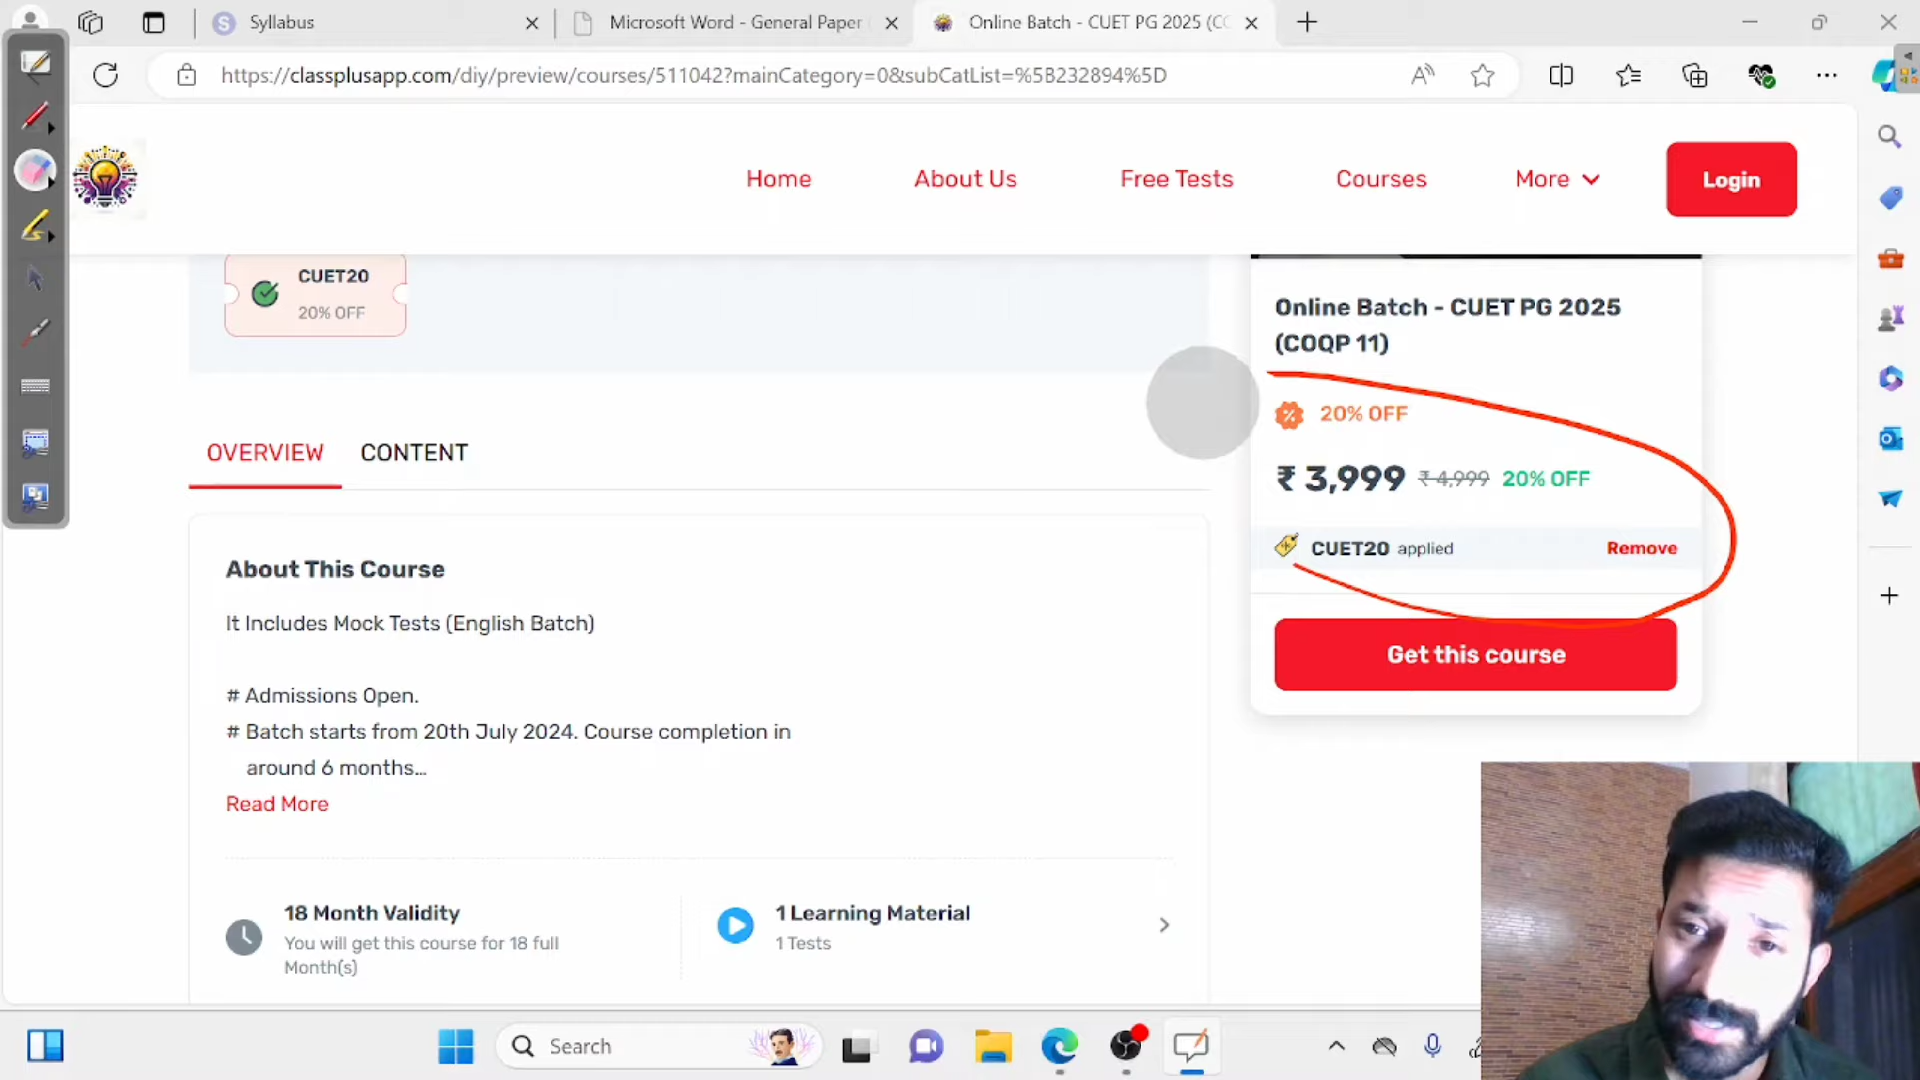 Syllabus
Microsoft Word - General Paper
Online Batch - CUET PG 2025 (CO
https://classplusapp.com/diy/preview/courses/511042?mainCategory=0&subCatList=%5B232894%5D
Home
About Us
Free Tests
Courses
More
Login
CUET20
20% OFF
Online Batch - CUET PG 2025
(COQP 11)
20% OFF
₹ 3,999 ₹ 4,999 20% OFF
CUET20 applied
Remove
Get this course
OVERVIEW
CONTENT
About This Course
It Includes Mock Tests (English Batch)
# Admissions Open.
# Batch starts from 20th July 2024. Course completion in
around 6 months...
Read More
18 Month Validity
You will get this course for 18 full
Month(s)
1 Learning Material
1 Tests
Search